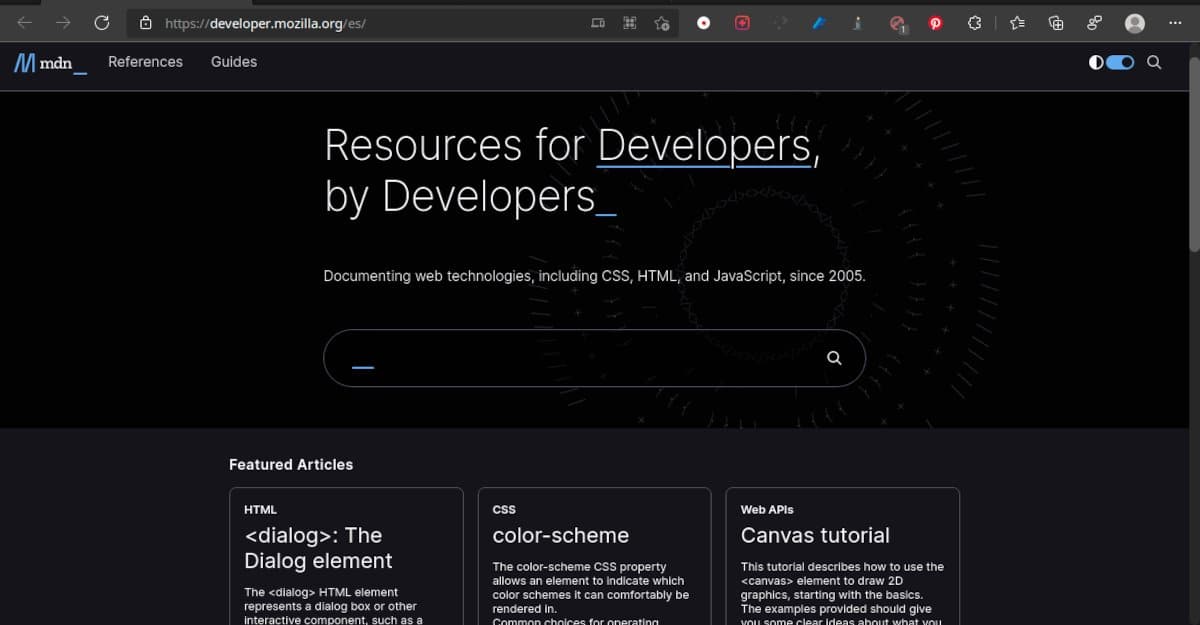 https://developer.mozilla.org/es/
1
mdn_
References
Guides
Resources for Developers,
by Developers_
Documenting web technologies, including CSS, HTML, and JavaScript, since 2005.
Featured Articles
HTML
<dialog>: The
Dialog element
The <dialog> HTML element
represents a dialog box or other
interactive component, such as a
CSS
color-scheme
The color-scheme CSS property
allows an element to indicate which
color schemes it can comfortably be
rendered in.
Common choices for operating
Web APIs
Canvas tutorial
This tutorial describes how to use the
<canvas> element to draw 2D
graphics, starting with the basics.
The examples provided should give
you some clear ideas about what you